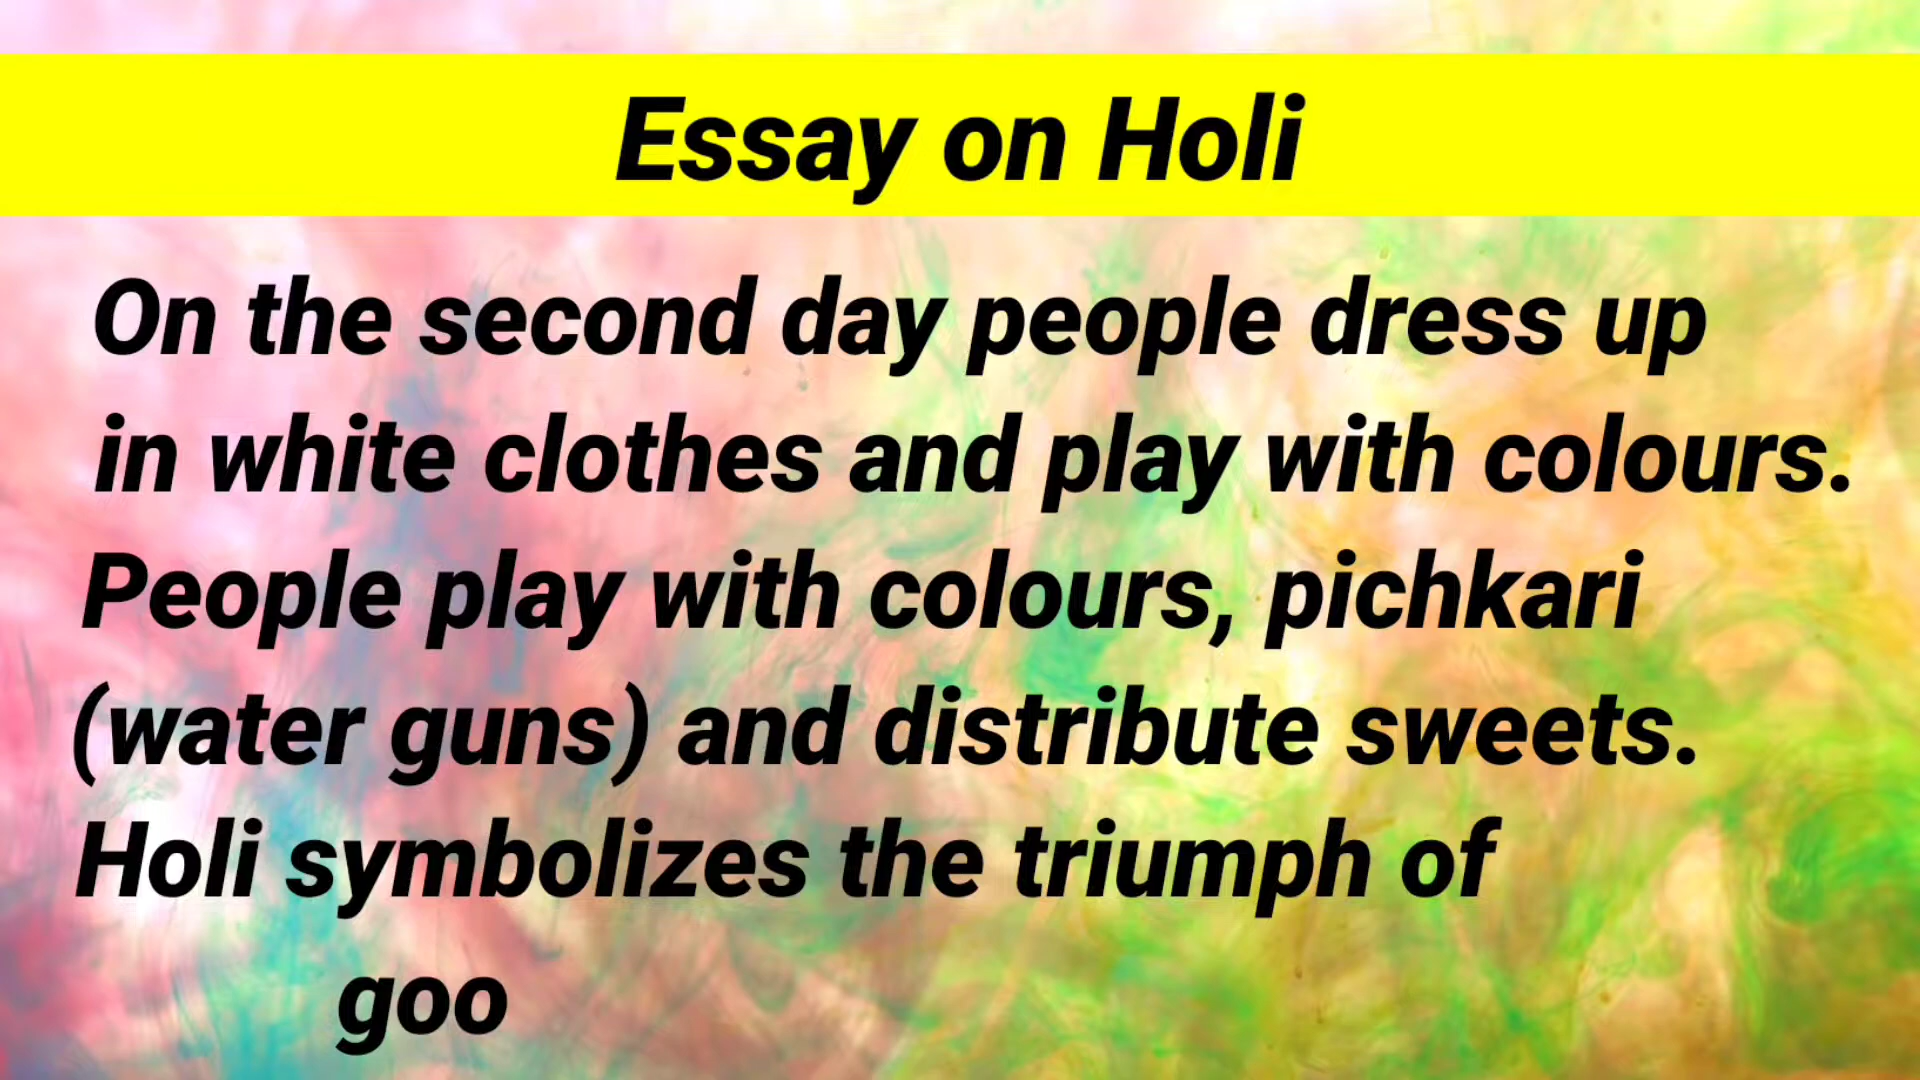 Essay on Holi
On the second day people dress up
in white clothes and play with colours.
People play with colours, pichkari
(water guns) and distribute sweets.
Holi symbolizes the triumph of
goo